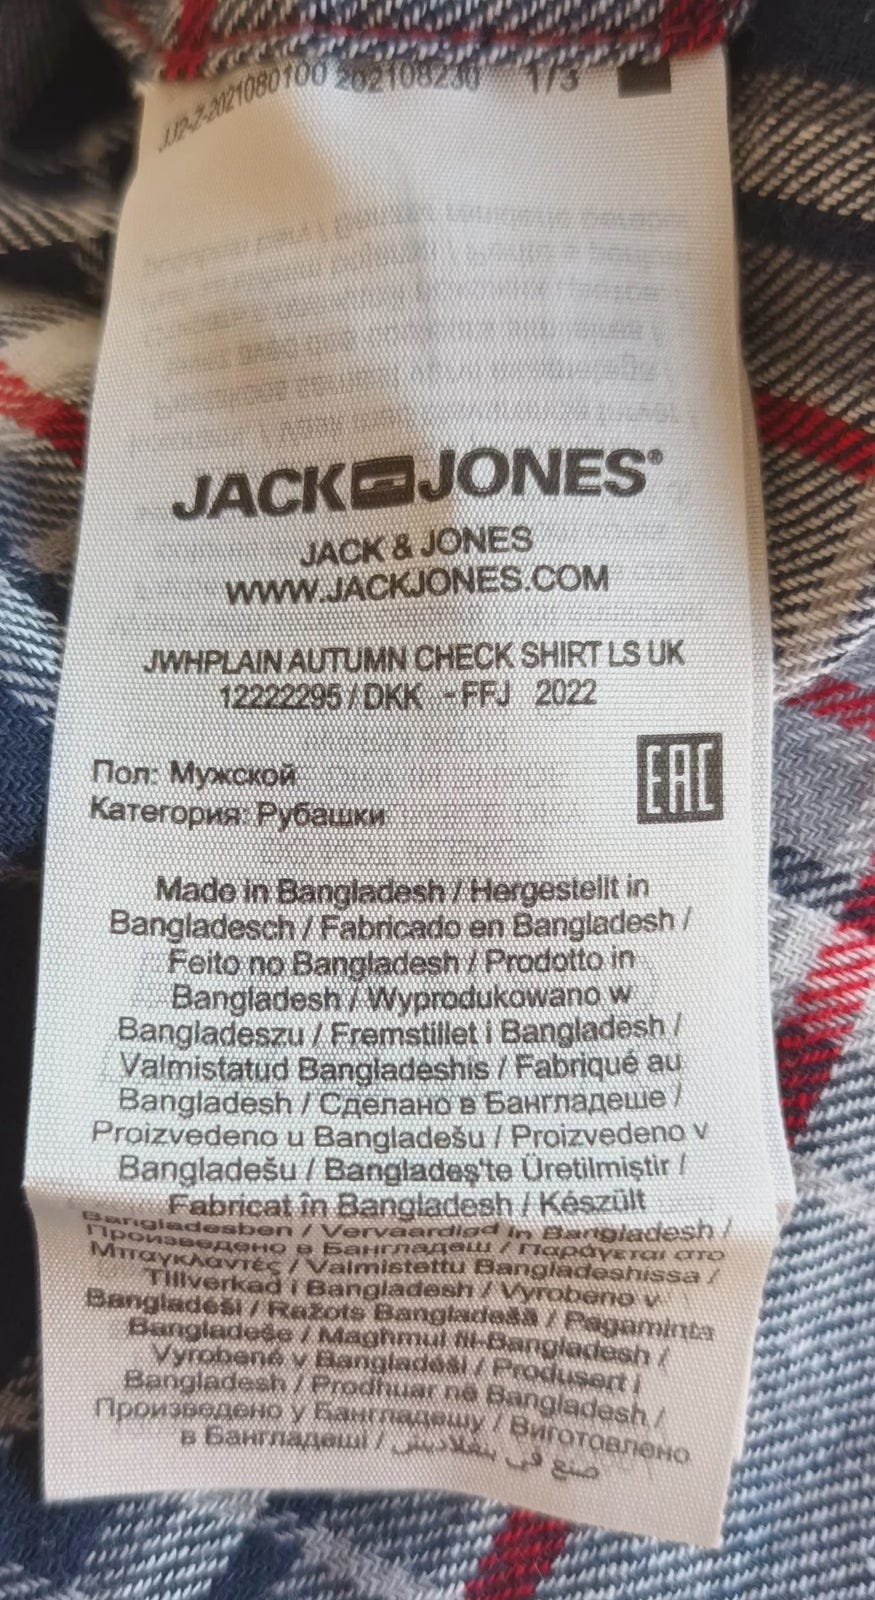 JJ2-Z-2021080100 202108230 1/3
JACK JONES®
JACK & JONES
WWW.JACKJONES.COM
JWHPLAIN AUTUMN CHECK SHIRT LS UK
12222295 / DKK - FFJ 2022
Пол: Мужской
Категория: Рубашки
EAC
Made in Bangladesh / Hergestellt in
Bangladesch / Fabricado en Bangladesh /
Feito no Bangladesh / Prodotto in
Bangladesh / Wyprodukowano w
Bangladeszu / Fremstillet i Bangladesh /
Valmistatud Bangladeshis / Fabriqué au
Bangladesh / Сделано в Бангладеше /
Proizvedeno u Bangladešu / Proizvedeno v
Bangladešu / Bangladeş'te Üretilmiştir /
Fabricat în Bangladesh / Készült
Bangladesben / Vervaardigd in Bangladesh /
Произведено в Бангладеш / Παράγεται στο
Μπαγκλαντές / Valmistettu Bangladeshissa /
Tillverkad i Bangladesh / Vyrobeno v
Bangladéši / Ražots Bangladešā / Pagaminta
Bangladeše / Maghmul fil-Bangladesh /
Vyrobené v Bangladéši / Produsert i
Bangladesh / Prodhuar në Bangladesh /
Произведено у Бангладешу / Виготовлено
в Бангладеші / صنع في بنغلاديش